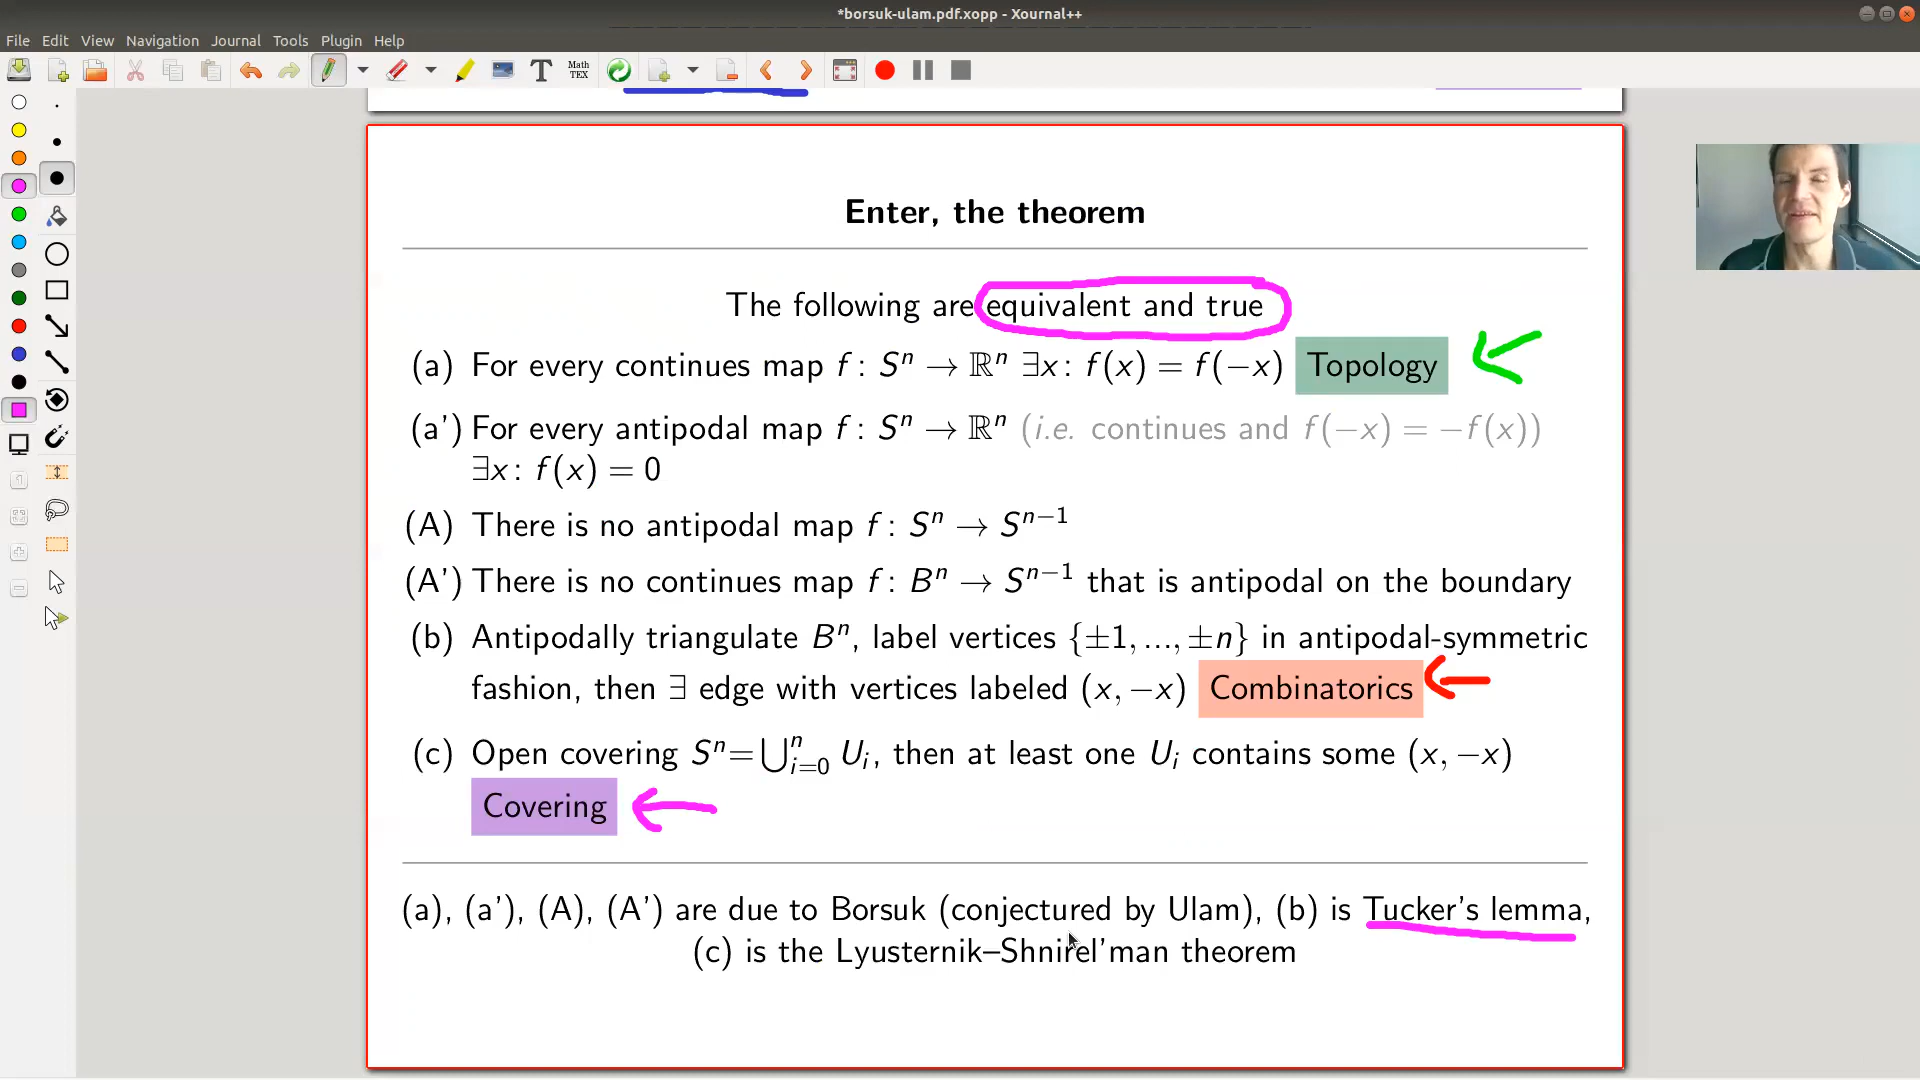 *borsuk-ulam.pdf.xopp - Xournal++
File Edit View Navigation Journal Tools Plugin Help
MATH TEX
Enter, the theorem
The following are equivalent and true
(a) For every continues map f: Sⁿ → ℝⁿ ∃x: f(x) = f(−x) Topology
(a') For every antipodal map f: Sⁿ → ℝⁿ (i.e. continues and f(−x) = −f(x))
∃x: f(x) = 0
(A) There is no antipodal map f: Sⁿ → Sⁿ⁻¹
(A') There is no continues map f: Bⁿ → Sⁿ⁻¹ that is antipodal on the boundary
(b) Antipodally triangulate Bⁿ, label vertices {±1, ..., ±n} in antipodal-symmetric
fashion, then ∃ edge with vertices labeled (x, −x) Combinatorics
(c) Open covering Sⁿ=⋃ⁿᵢ₌₀ Uᵢ, then at least one Uᵢ contains some (x, −x)
Covering
(a), (a'), (A), (A') are due to Borsuk (conjectured by Ulam), (b) is Tucker's lemma,
(c) is the Lyusternik–Shnirel'man theorem